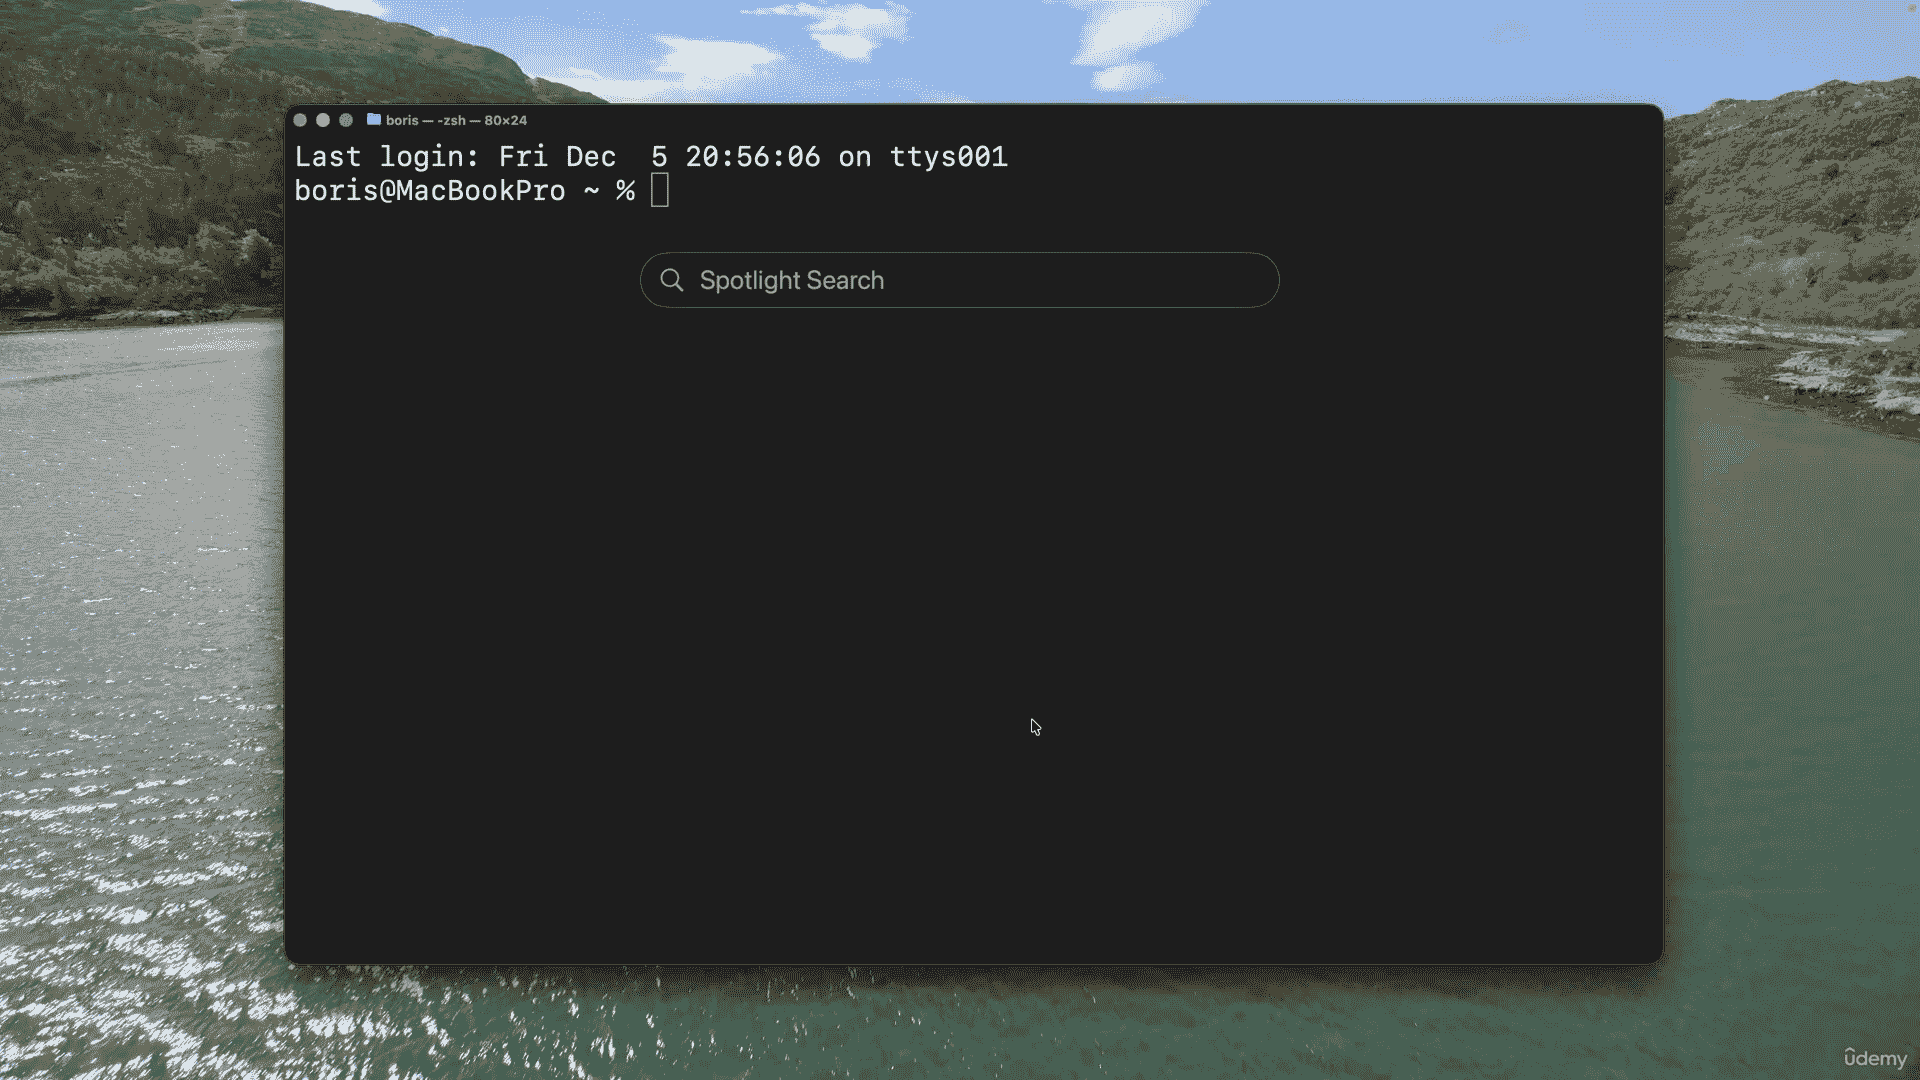 boris — -zsh — 80×24
Last login: Fri Dec  5 20:56:06 on ttys001
boris@MacBookPro ~ %
Spotlight Search
ûdemy